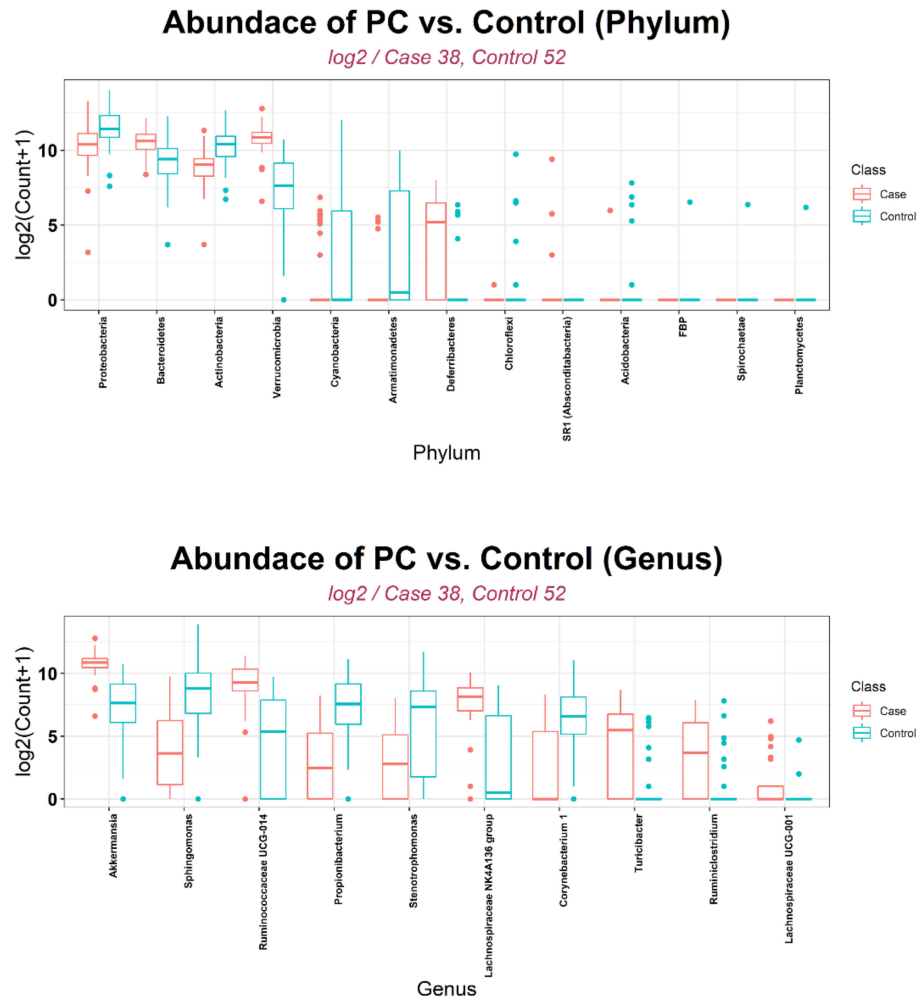 Abundace of PC vs. Control (Phylum)
log2 / Case 38, Control 52
log2(Count+1)
10
5
0
Proteobacteria
Bacteroidetes
Actinobacteria
Verrucomicrobia
Cyanobacteria
Armatimonadetes
Deferribacteres
Chloroflexi
SR1 (Absconditabacteria)
Acidobacteria
FBP
Spirochaetae
Planctomycetes
Phylum
Class
Case
Control
Abundace of PC vs. Control (Genus)
log2 / Case 38, Control 52
log2(Count+1)
10
5
0
Akkermansia
Sphingomonas
Ruminococcaceae UCG-014
Propionibacterium
Stenotrophomonas
Lachnospiraceae NK4A136 group
Corynebacterium 1
Turicibacter
Ruminiclostridium
Lachnospiraceae UCG-001
Genus
Class
Case
Control